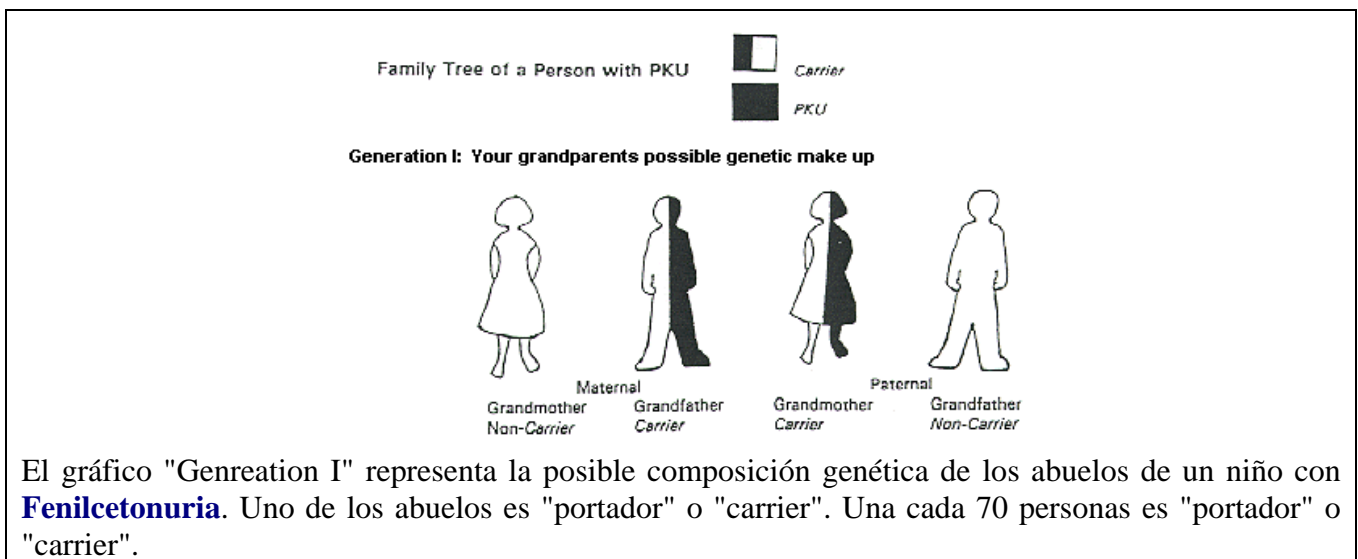 Family Tree of a Person with PKU
Carrier
PKU
Generation I: Your grandparents possible genetic make up
Maternal
Paternal
Grandmother Grandfather Grandmother Grandfather
Non-Carrier Carrier Carrier Non-Carrier
El gráfico "Genreation I" representa la posible composición genética de los abuelos de un niño con
Fenilcetonuria. Uno de los abuelos es "portador" o "carrier". Una cada 70 personas es "portador" o
"carrier".